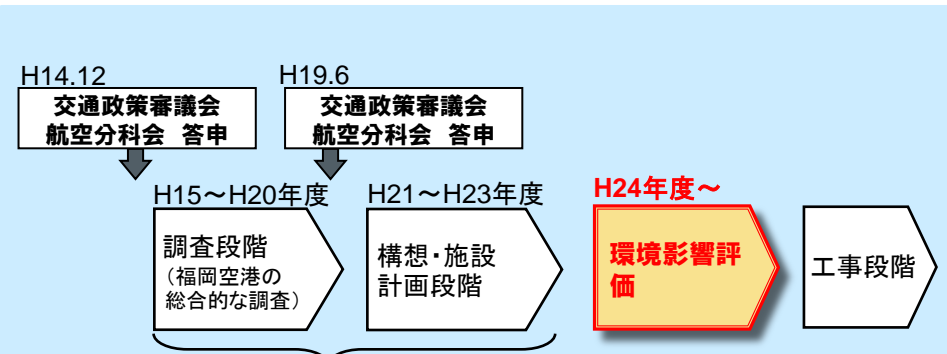 H14.12
交通政策審議会
航空分科会 答申
H19.6
交通政策審議会
航空分科会 答申
H15～H20年度
調査段階
（福岡空港の
総合的な調査）
H21～H23年度
構想・施設
計画段階
H24年度～
環境影響評
価
工事段階